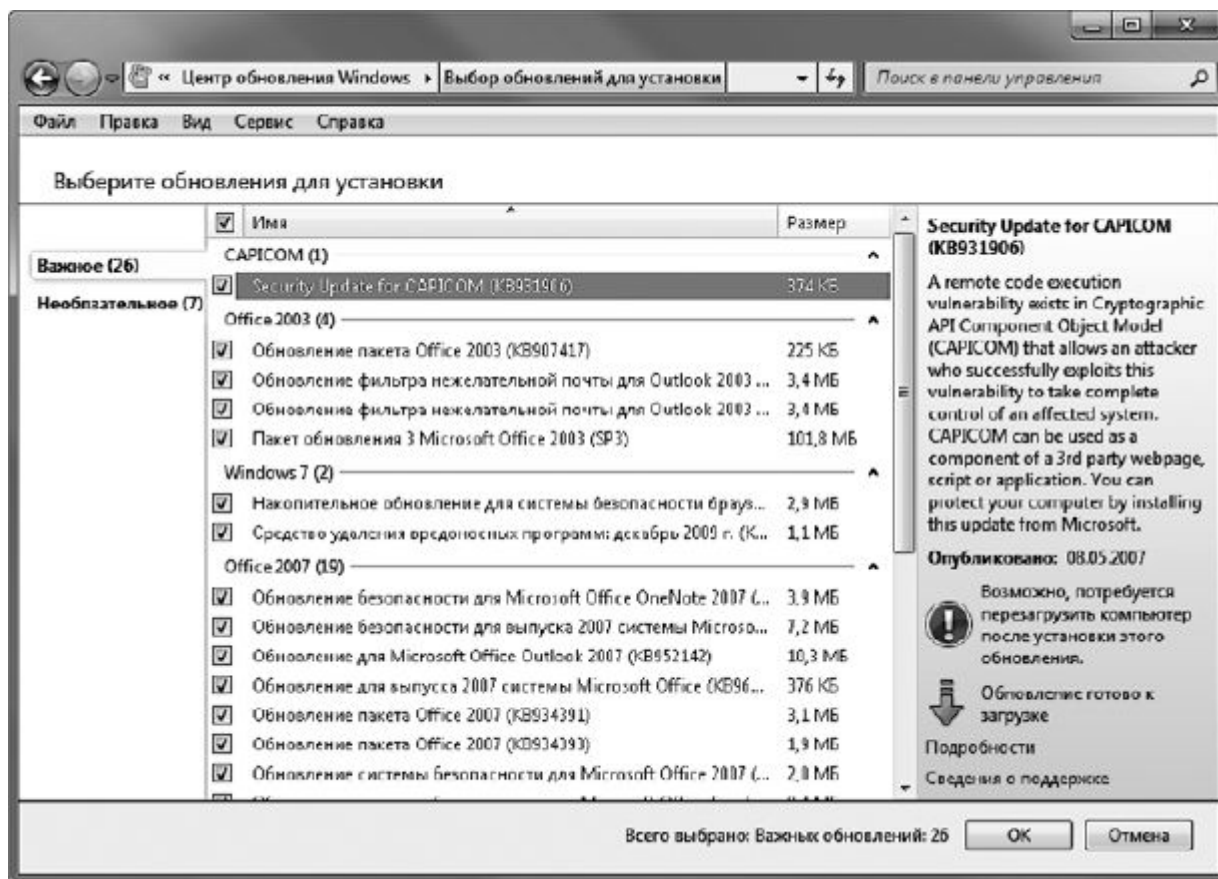 « Центр обновления Windows ▸ Выбор обновлений для установки
Поиск в панели управления
Файл Правка Вид Сервис Справка
Выберите обновления для установки
Важное (26)
Необязательное (7)
Имя Размер
CAPICOM (1)
Security Update for CAPICOM (KB931906) 374 КБ
Office 2003 (4)
Обновление пакета Office 2003 (KB907417) 225 КБ
Обновление фильтра нежелательной почты для Outlook 2003 ... 3,4 МБ
Обновление фильтра нежелательной почты для Outlook 2003 ... 3,4 МБ
Пакет обновления 3 Microsoft Office 2003 (SP3) 101,8 МБ
Windows 7 (2)
Накопительное обновление для системы безопасности брауз... 2,9 МБ
Средство удаления вредоносных программ: декабрь 2009 г. (К... 1,1 МБ
Office 2007 (19)
Обновление безопасности для Microsoft Office OneNote 2007 (... 3,9 МБ
Обновление безопасности для выпуска 2007 системы Microso... 7,2 МБ
Обновление для Microsoft Office Outlook 2007 (KB952142) 10,3 МБ
Обновление для выпуска 2007 системы Microsoft Office (KB96... 376 КБ
Обновление пакета Office 2007 (KB934391) 3,1 МБ
Обновление пакета Office 2007 (KB934393) 1,9 МБ
Обновление системы безопасности для Microsoft Office 2007 (... 2,0 МБ
Security Update for CAPICOM
(KB931906)
A remote code execution
vulnerability exists in Cryptographic
API Component Object Model
(CAPICOM) that allows an attacker
who successfully exploits this
vulnerability to take complete
control of an affected system.
CAPICOM can be used as a
component of a 3rd party webpage,
script or application. You can
protect your computer by installing
this update from Microsoft.
Опубликовано: 08.05.2007
Возможно, потребуется
перезагрузить компьютер
после установки этого
обновления.
Обновление готово к
загрузке
Подробности
Сведения о поддержке
Всего выбрано: Важных обновлений: 26
ОК
Отмена